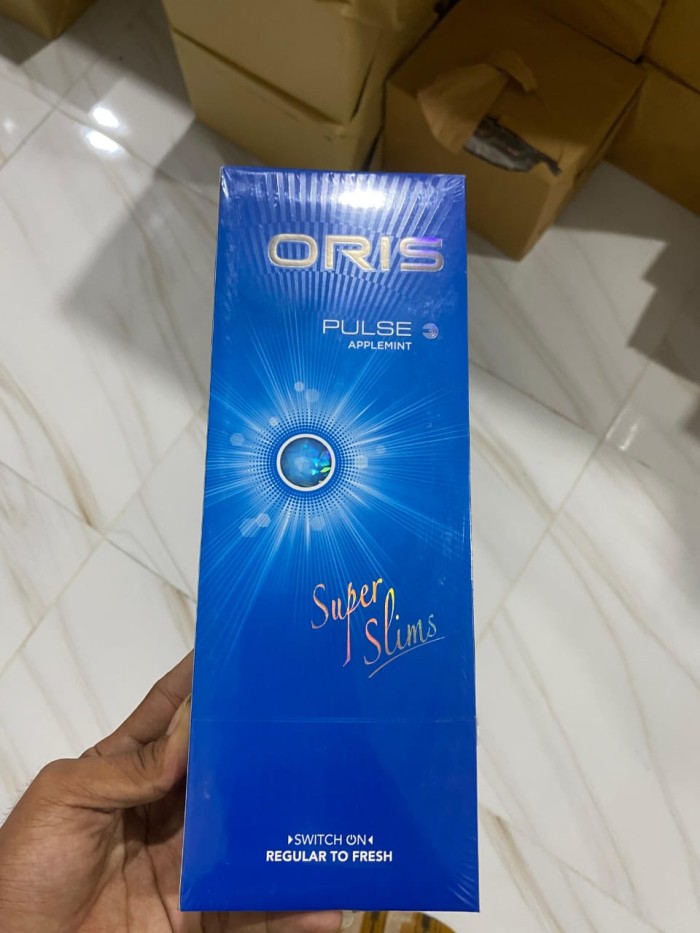 ORIS
PULSE
APPLEMINT
Super
Slims
SWITCH ON
REGULAR TO FRESH